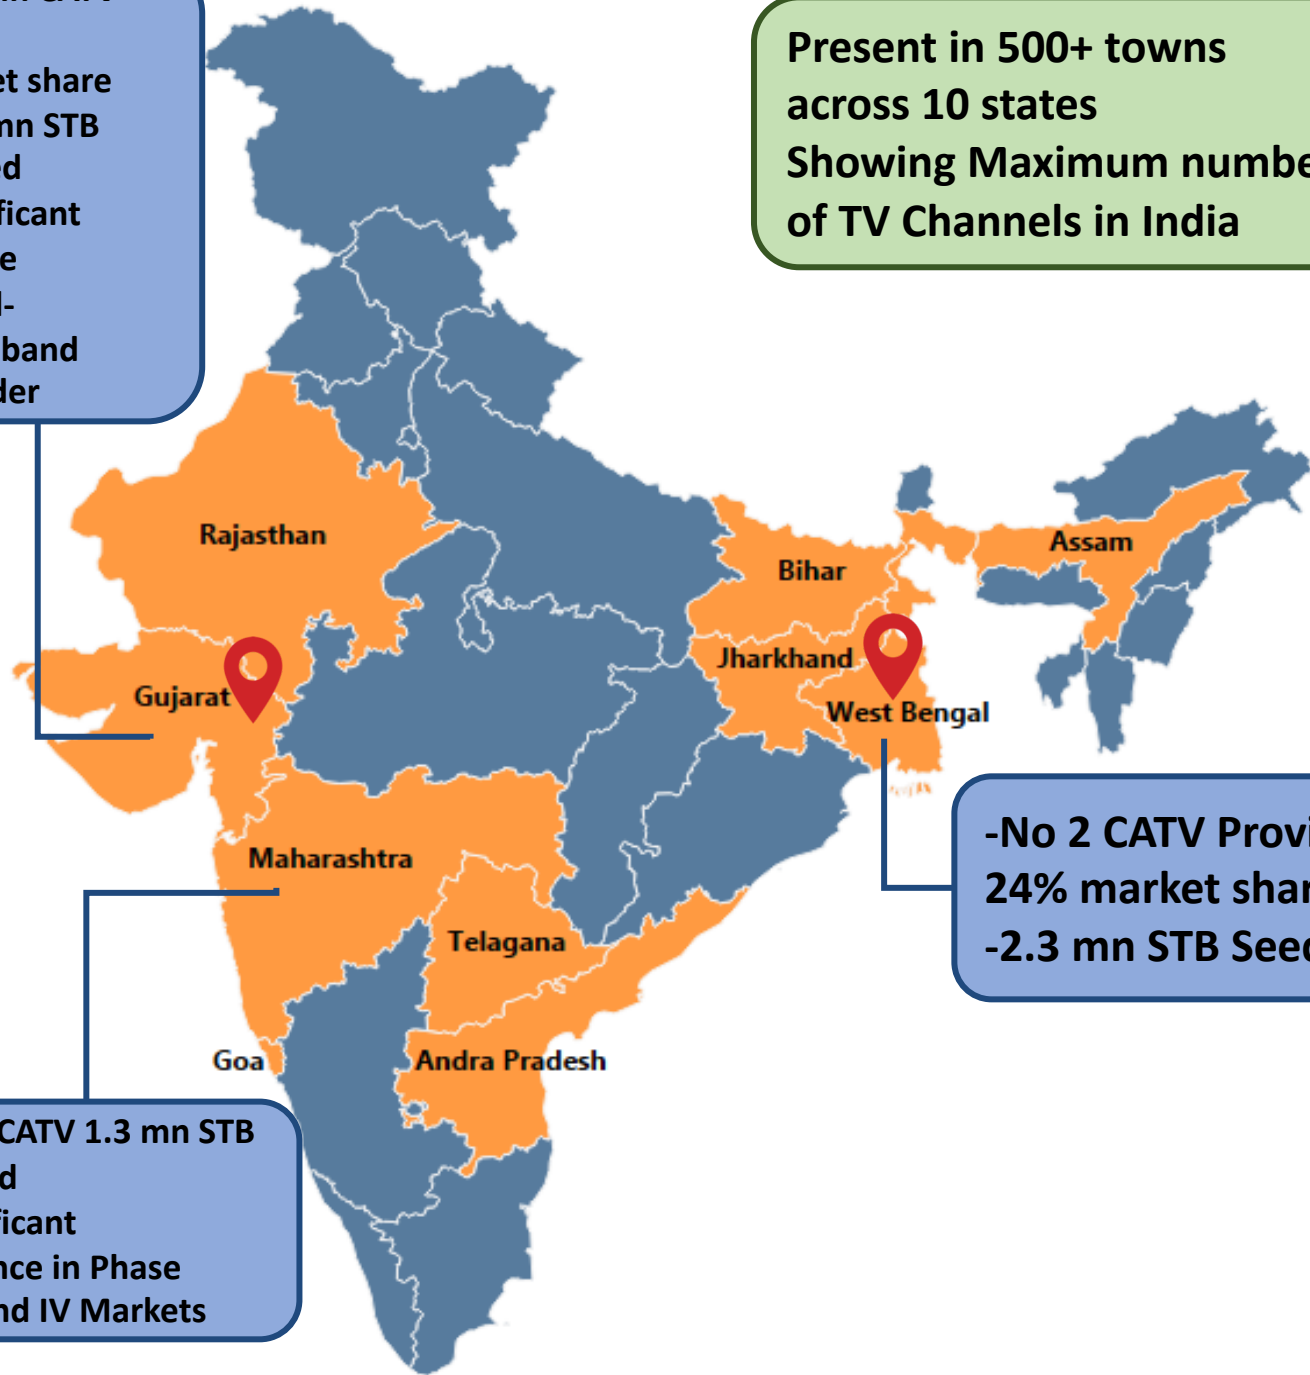 et share
mn STB
ed
ficant
e
l-
band
der
Present in 500+ towns
across 10 states
Showing Maximum numbe
of TV Channels in India
Rajasthan
Bihar
Assam
Jharkhand
Gujarat
West Bengal
Maharashtra
Telagana
Goa
Andra Pradesh
-No 2 CATV Provi
24% market shar
-2.3 mn STB Seed
CATV 1.3 mn STB
d
ficant
nce in Phase
nd IV Markets